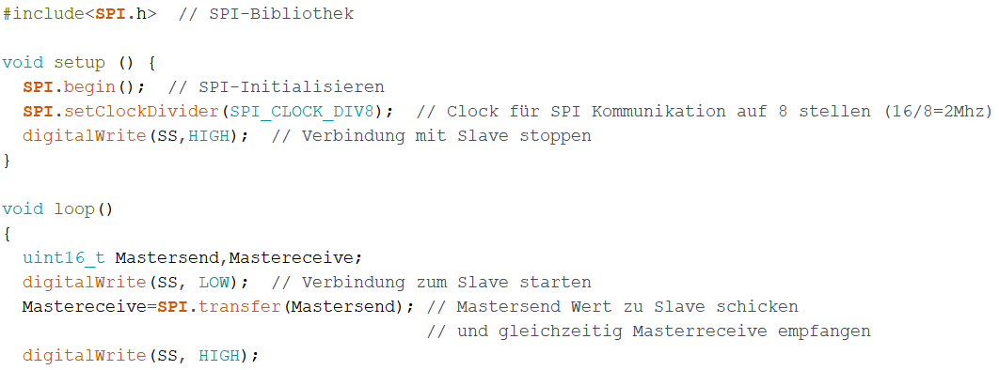 #include<SPI.h>  // SPI-Bibliothek
void setup () {
SPI.begin();  // SPI-Initialisieren
SPI.setClockDivider(SPI_CLOCK_DIV8);  // Clock für SPI Kommunikation auf 8 stellen (16/8=2Mhz)
digitalWrite(SS,HIGH);  // Verbindung mit Slave stoppen
}
void loop()
{
uint16_t Mastersend,Mastereceive;
digitalWrite(SS, LOW);  // Verbindung zum Slave starten
Mastereceive=SPI.transfer(Mastersend); // Mastersend Wert zu Slave schicken
// und gleichzeitig Masterreceive empfangen
digitalWrite(SS, HIGH);